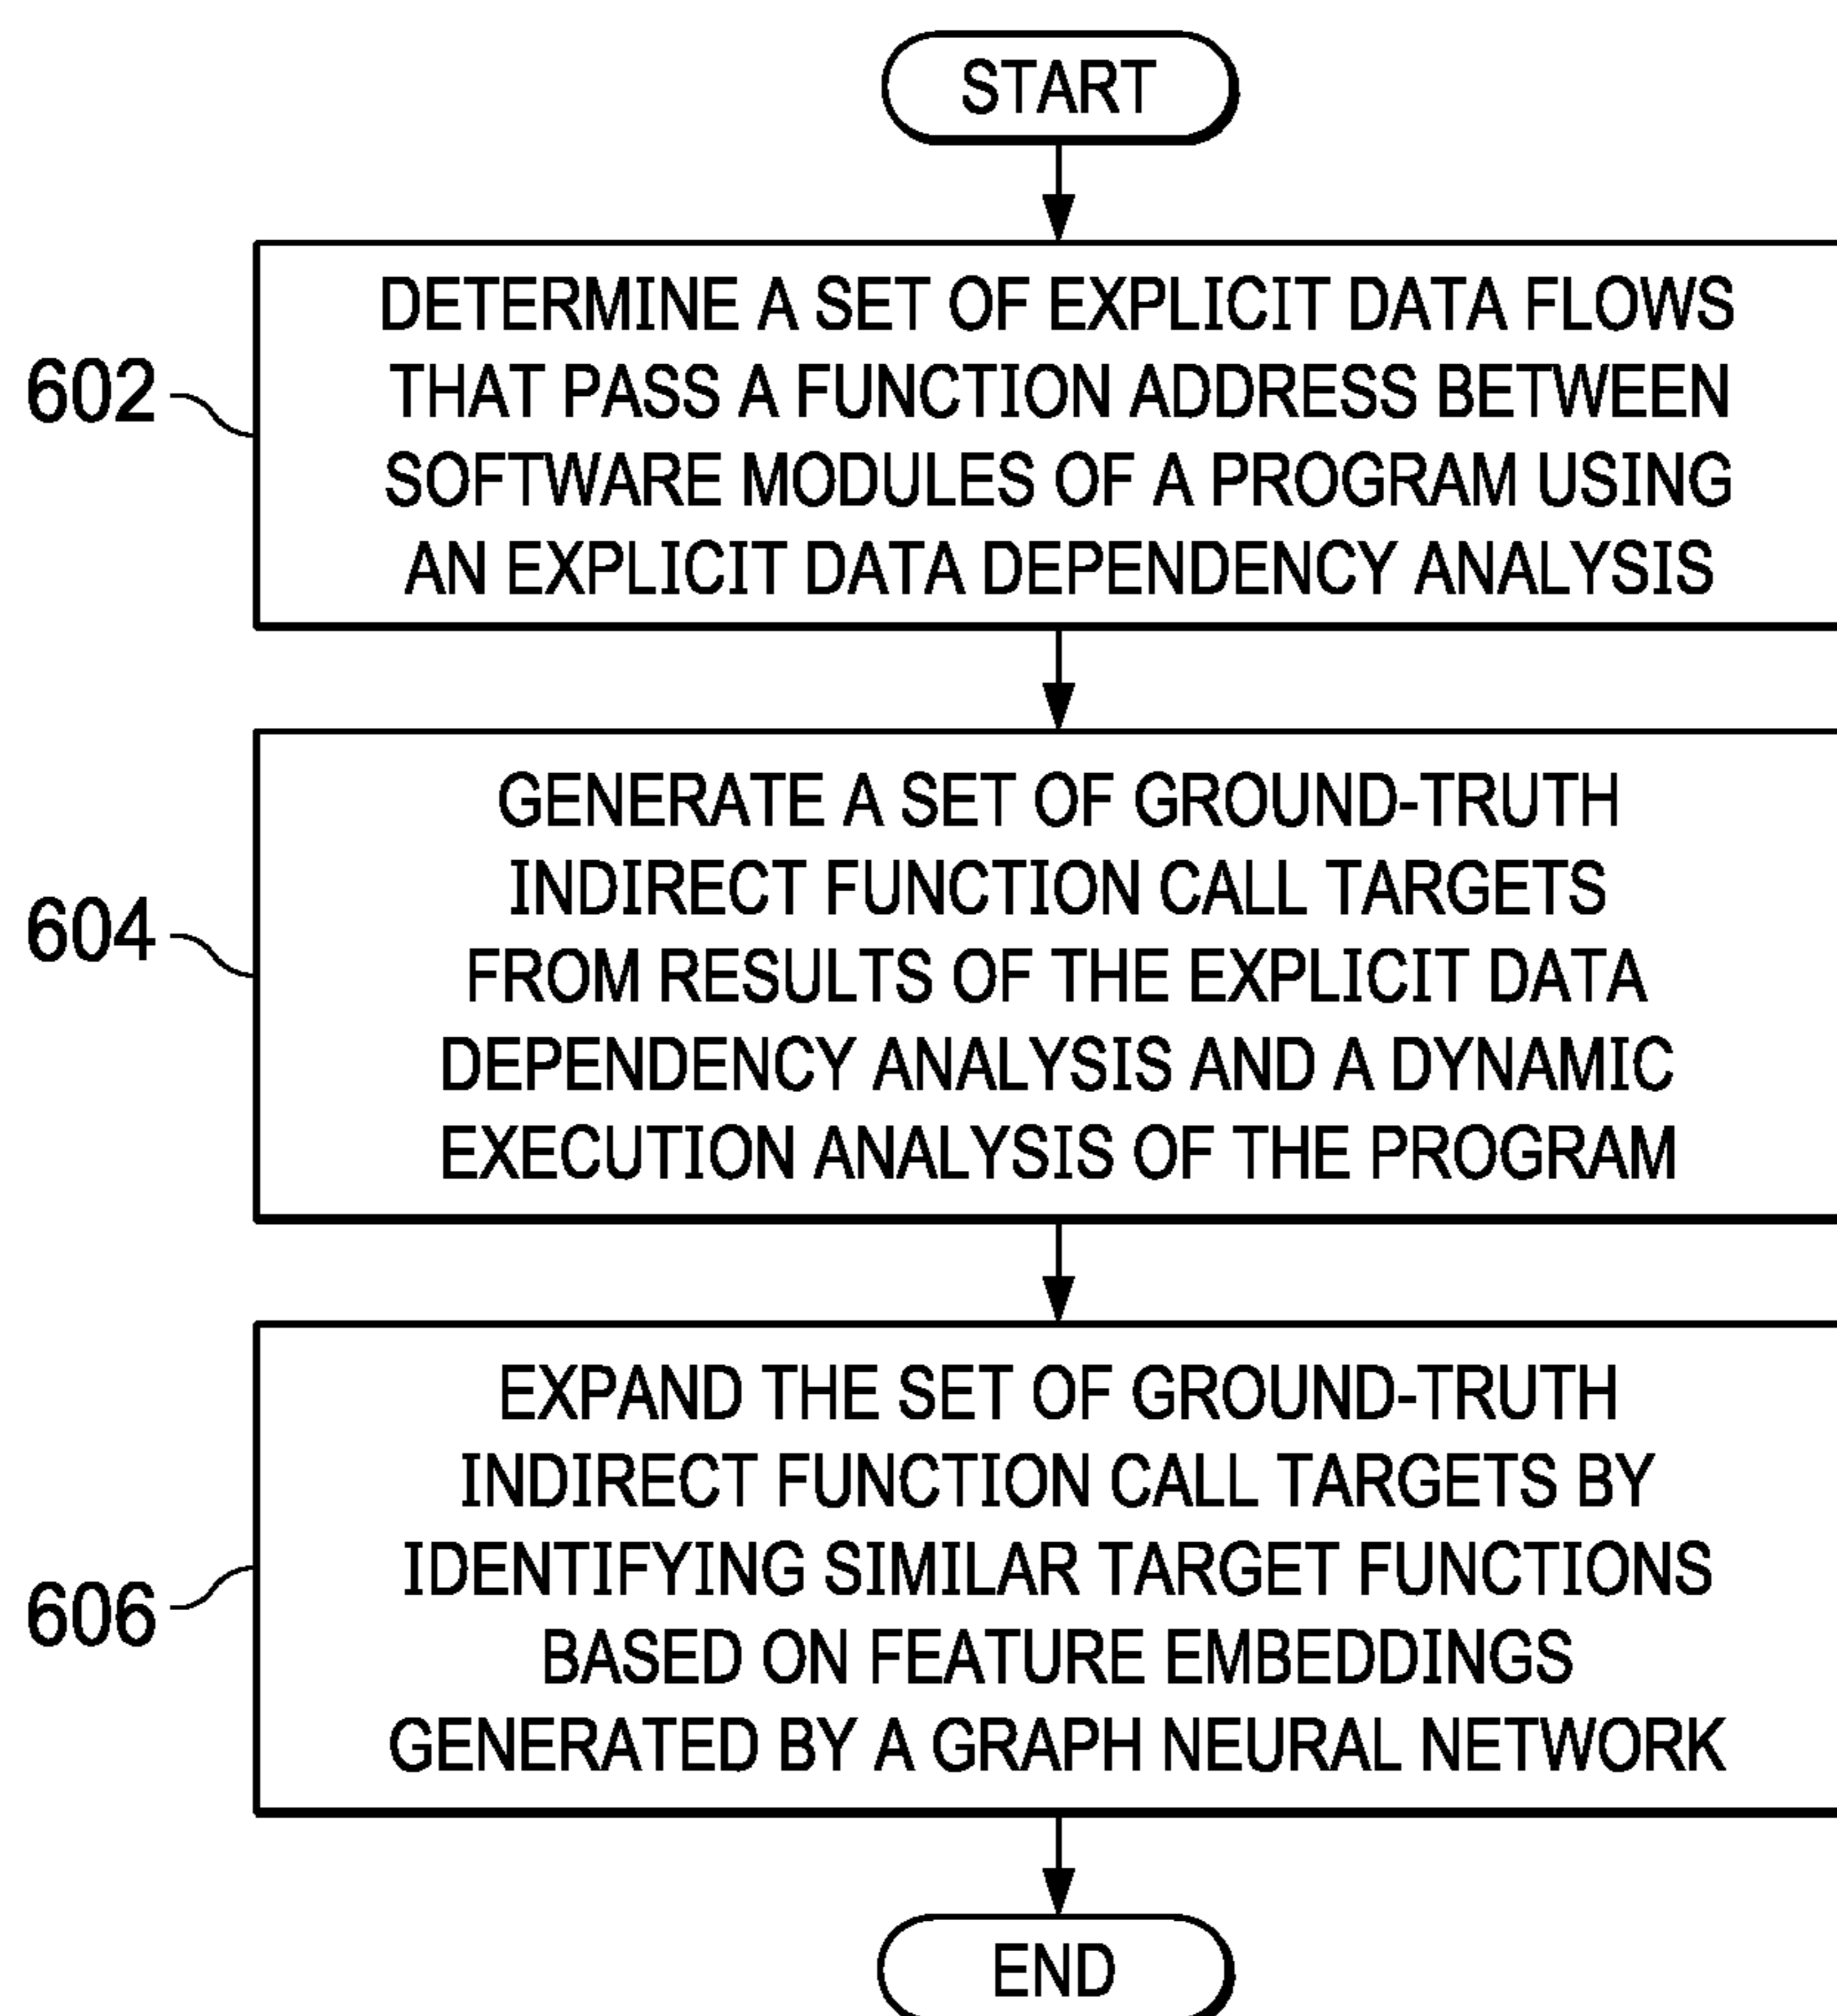 START
602
DETERMINE A SET OF EXPLICIT DATA FLOWS
THAT PASS A FUNCTION ADDRESS BETWEEN
SOFTWARE MODULES OF A PROGRAM USING
AN EXPLICIT DATA DEPENDENCY ANALYSIS
604
GENERATE A SET OF GROUND-TRUTH
INDIRECT FUNCTION CALL TARGETS
FROM RESULTS OF THE EXPLICIT DATA
DEPENDENCY ANALYSIS AND A DYNAMIC
EXECUTION ANALYSIS OF THE PROGRAM
606
EXPAND THE SET OF GROUND-TRUTH
INDIRECT FUNCTION CALL TARGETS BY
IDENTIFYING SIMILAR TARGET FUNCTIONS
BASED ON FEATURE EMBEDDINGS
GENERATED BY A GRAPH NEURAL NETWORK
END